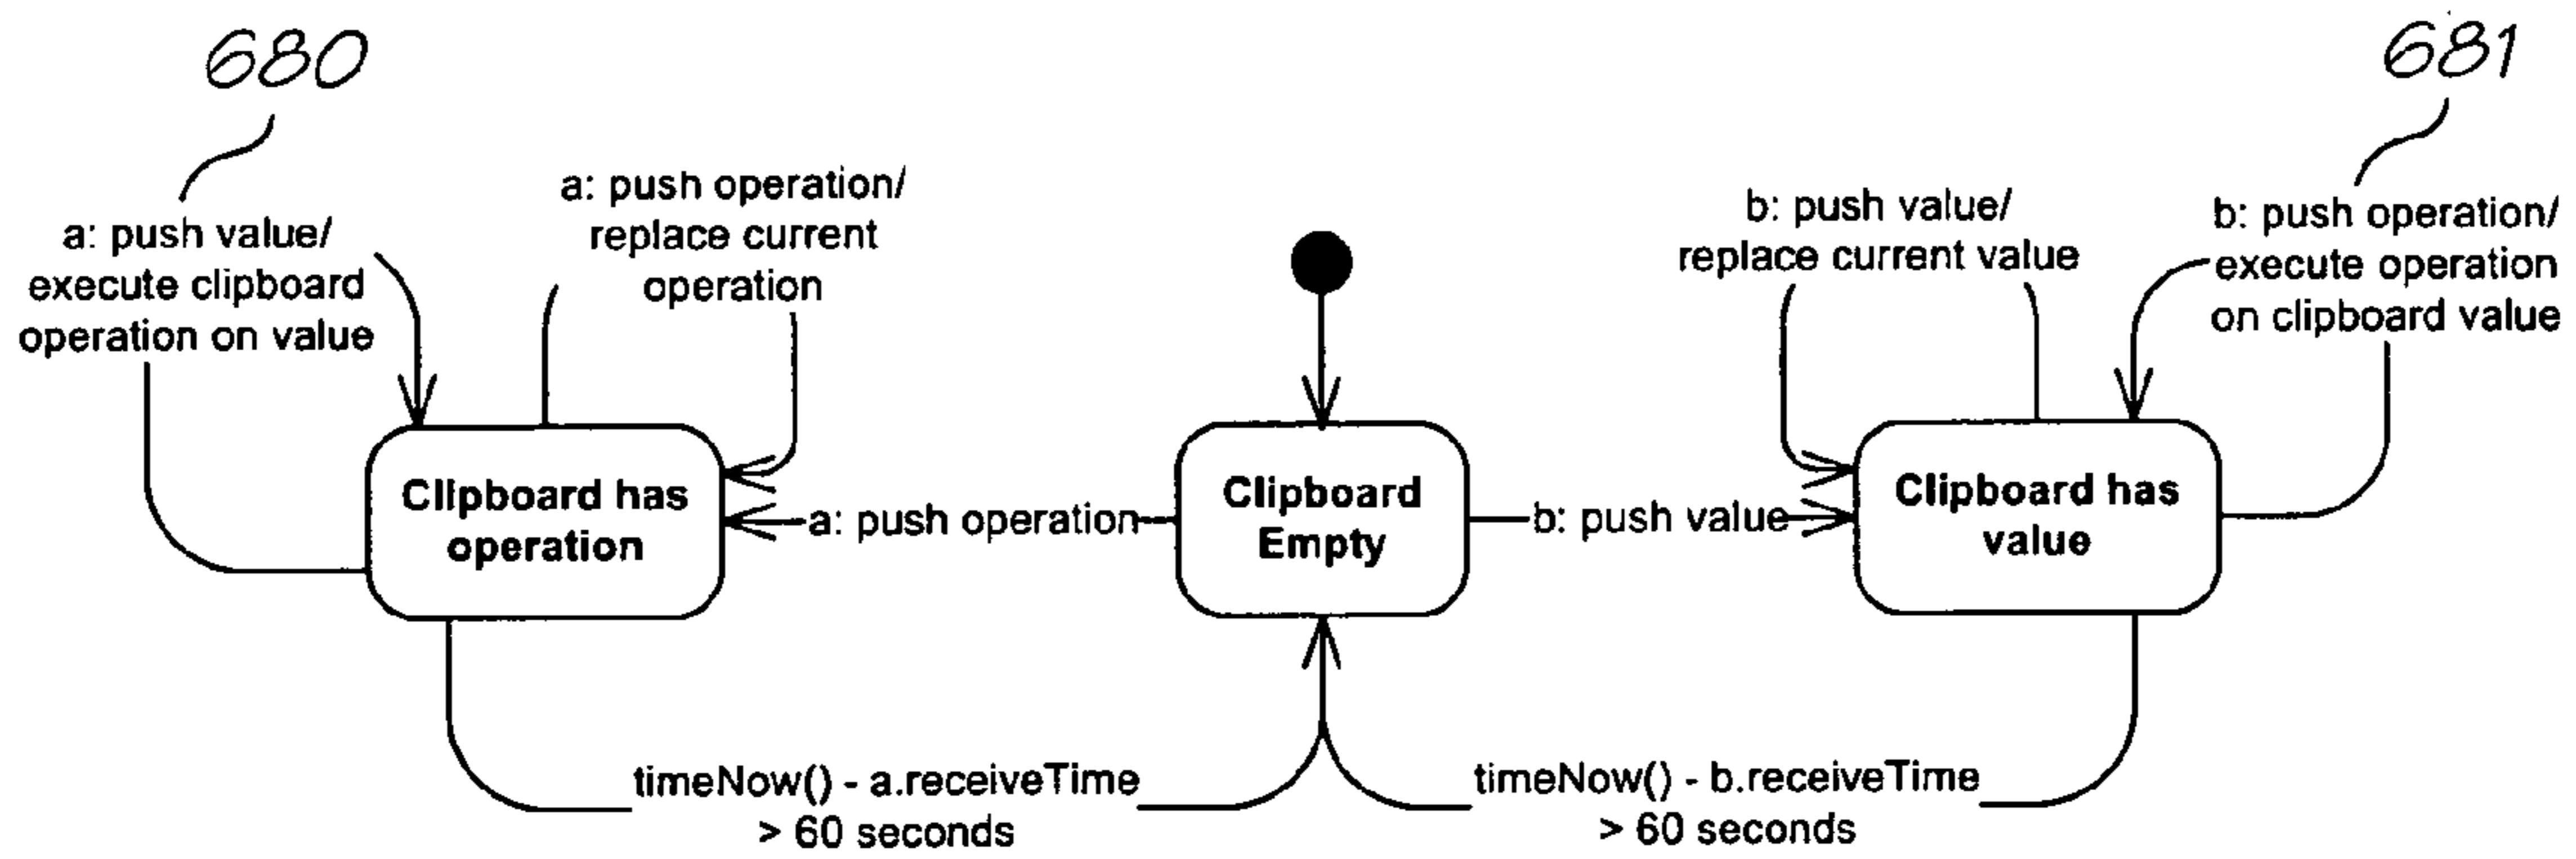 680
681
a: push value/
execute clipboard
operation on value
a: push operation/
replace current
operation
b: push value/
replace current value
b: push operation/
execute operation
on clipboard value
Clipboard has
operation
a: push operation
Clipboard
Empty
b: push value
Clipboard has
value
timeNow() - a.receiveTime
> 60 seconds
timeNow() - b.receiveTime
> 60 seconds